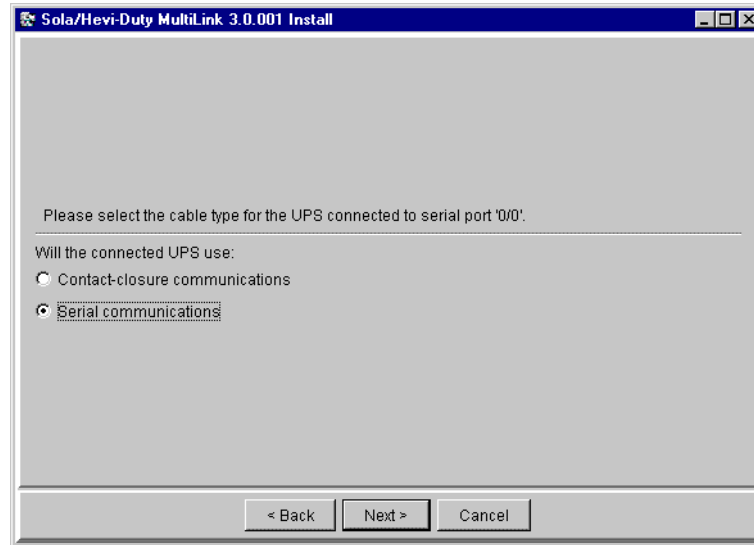 Sola/Hevi-Duty MultiLink 3.0.001 Install
Please select the cable type for the UPS connected to serial port '0/0'.
Will the connected UPS use:
Contact-closure communications
Serial communications
< Back Next > Cancel